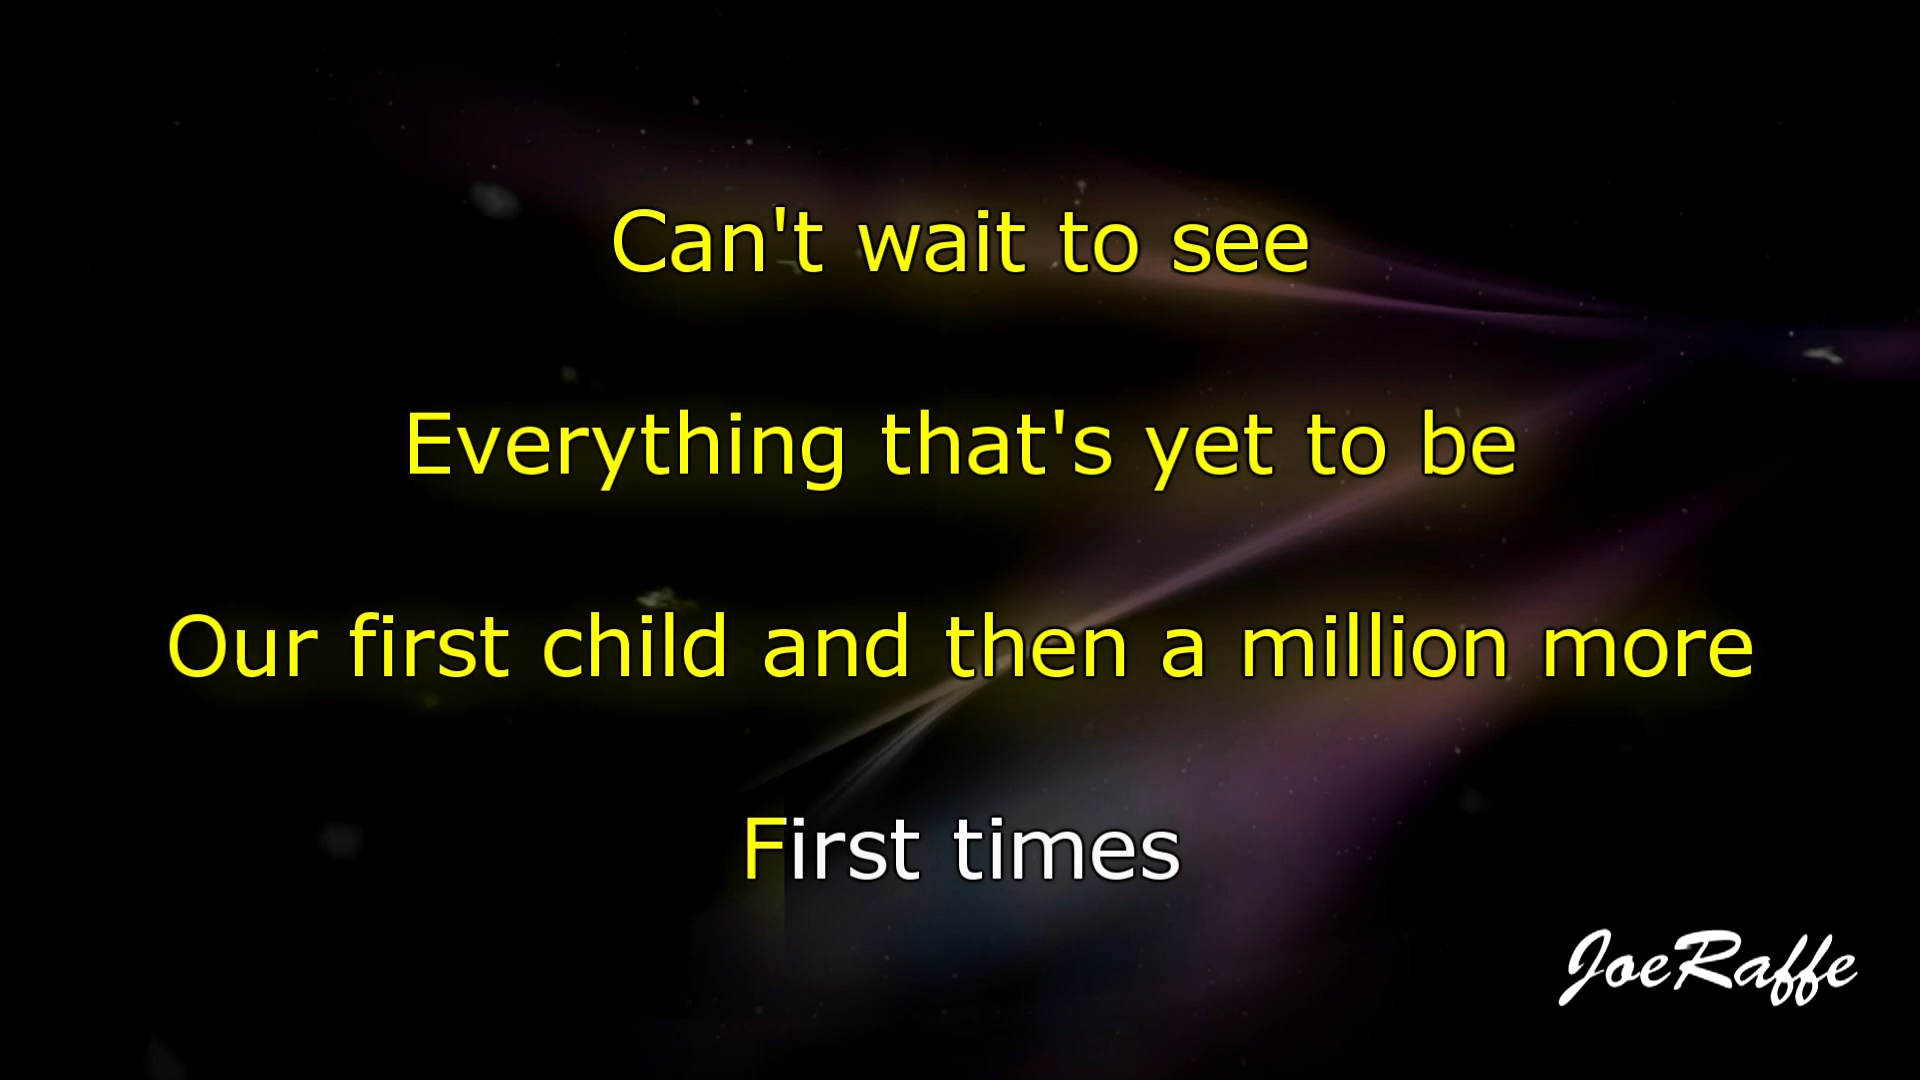 Can't wait to see
Everything that's yet to be
Our first child and then a million more
First times
JoeRaffe